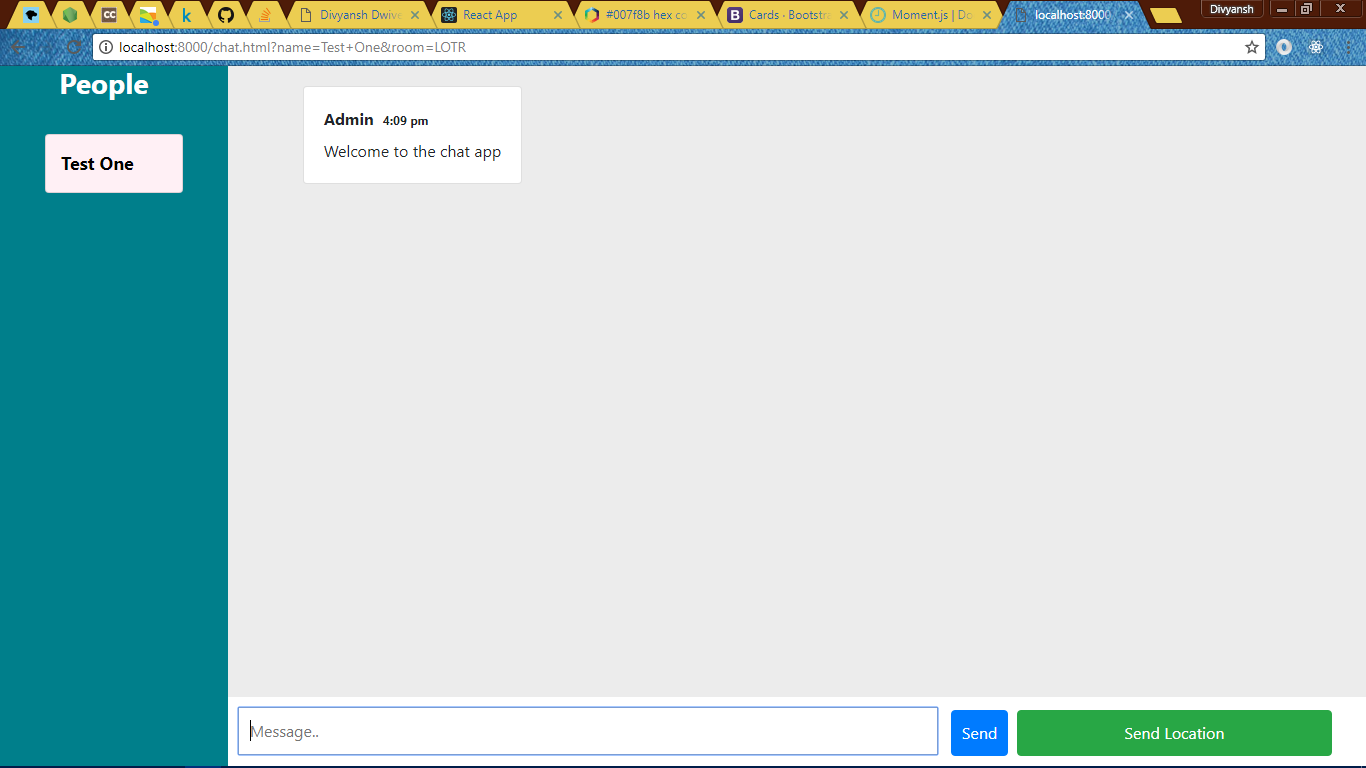 CC
k
Divyansh Dwive
React App
#007f8b hex co
B
Cards · Bootstra
Moment.js | Do
localhost:8000
Divyansh
localhost:8000/chat.html?name=Test+One&room=LOTR
People
Test One
Admin 4:09 pm
Welcome to the chat app
Message..
Send
Send Location